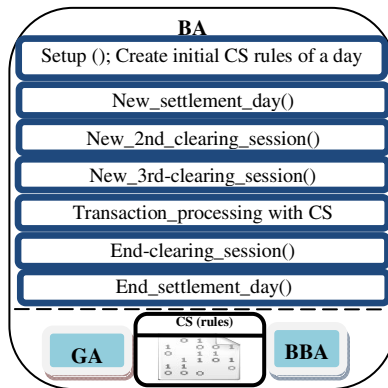 BA
Setup (); Create initial CS rules of a day
New_settlement_day()
New_2nd_clearing_session()
New_3rd-clearing_session()
Transaction_processing with CS
End-clearing_session()
End_settlement_day()
CS (rules)
GA
BBA